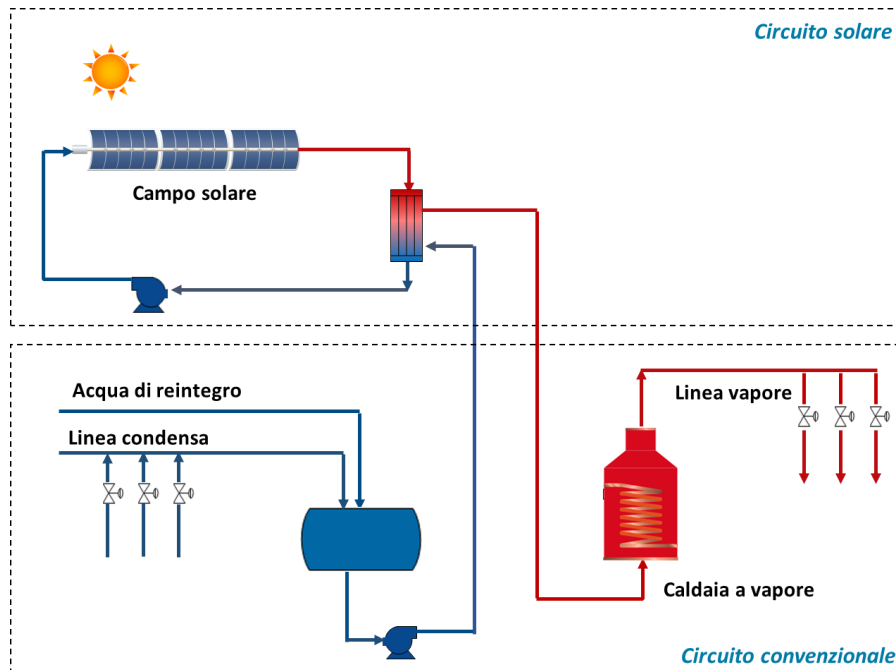 Circuito solare
Campo solare
Acqua di reintegro
Linea condensa
Linea vapore
Caldaia a vapore
Circuito convenzionale